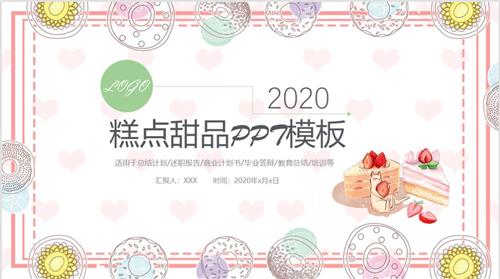 LOGO
2020
糕点甜品PPT模板
适用于总结计划/述职报告/商业计划书/毕业答辩/教育总结/培训等
汇报人：XXX 时间：2020年x月x日